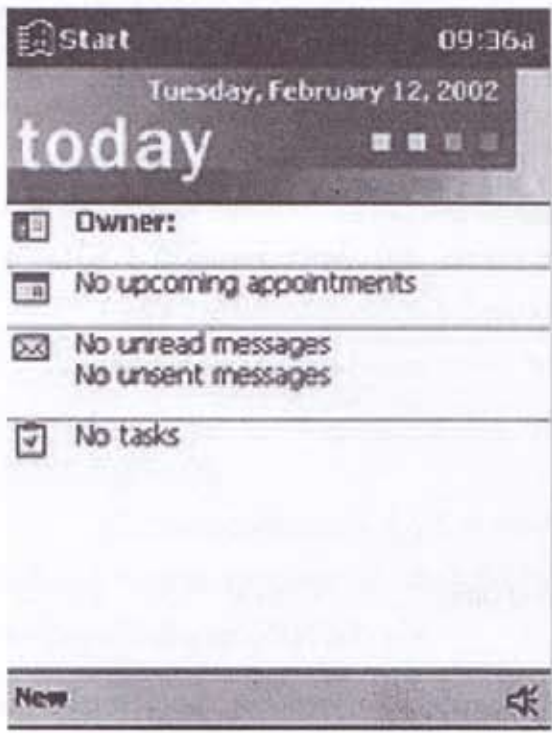 Start 09:36a
Tuesday, February 12, 2002
today
Owner:
No upcoming appointments
No unread messages
No unsent messages
No tasks
New